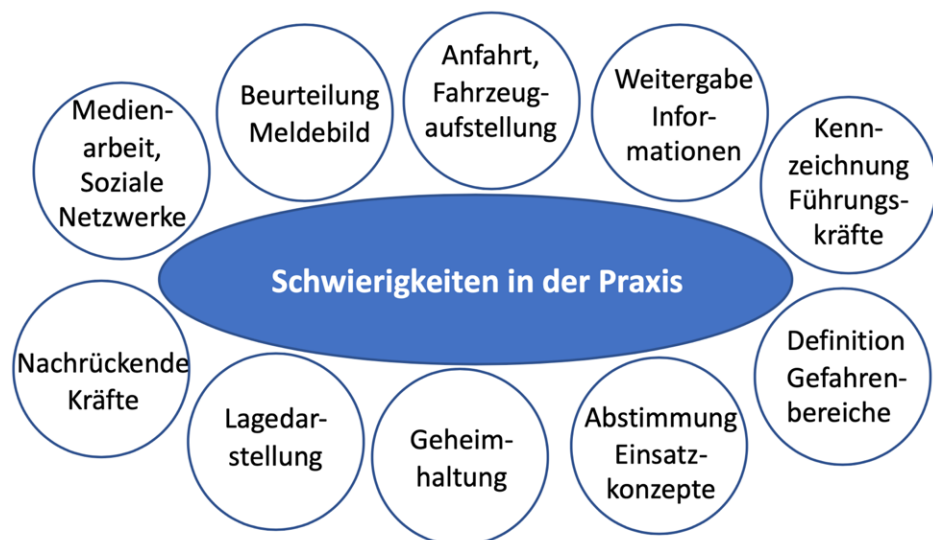 Medien-
arbeit,
Soziale
Netzwerke
Beurteilung
Meldebild
Anfahrt,
Fahrzeug-
aufstellung
Weitergabe
Infor-
mationen
Kenn-
zeichnung
Führungs-
kräfte
Schwierigkeiten in der Praxis
Nachrückende
Kräfte
Lagedar-
stellung
Geheim-
haltung
Abstimmung
Einsatz-
konzepte
Definition
Gefahren-
bereiche